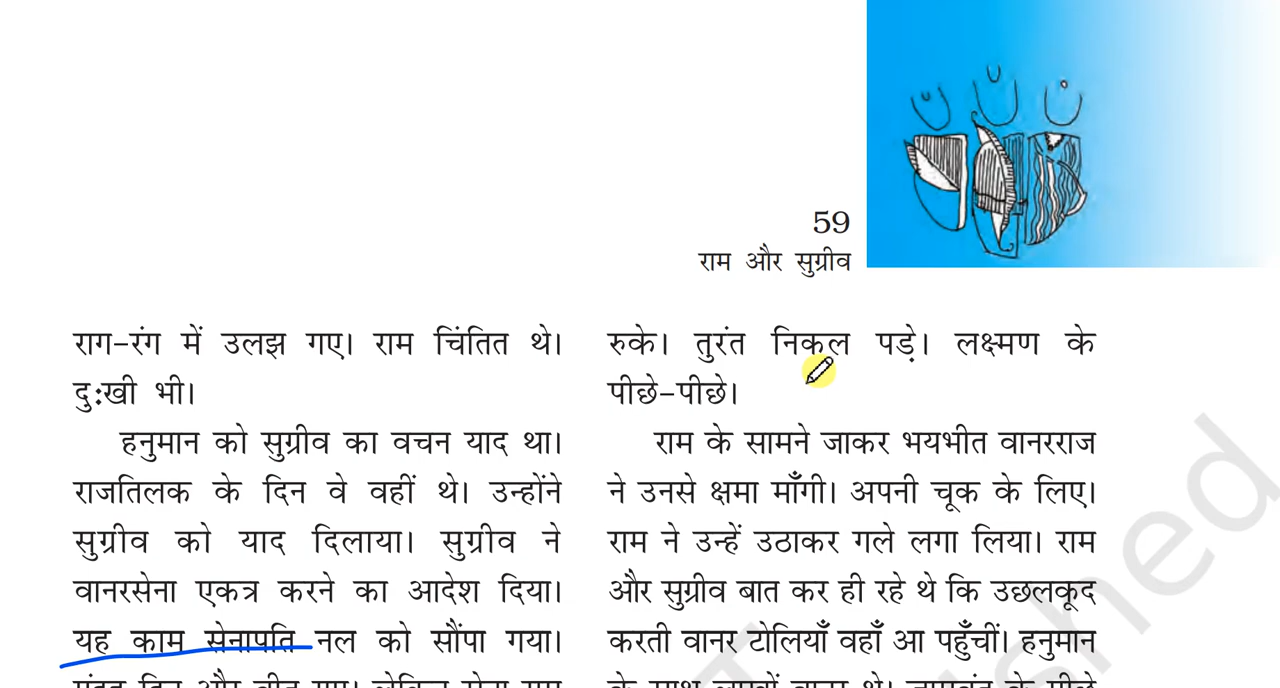 59
राम और सुग्रीव
राग-रंग में उलझ गए। राम चिंतित थे।
दु:खी भी।
हनुमान को सुग्रीव का वचन याद था।
राजतिलक के दिन वे वहीं थे। उन्होंने
सुग्रीव को याद दिलाया। सुग्रीव ने
वानरसेना एकत्र करने का आदेश दिया।
यह काम सेनापति नल को सौंपा गया।
रुके। तुरंत निकल पड़े। लक्ष्मण के
पीछे-पीछे।
राम के सामने जाकर भयभीत वानरराज
ने उनसे क्षमा माँगी। अपनी चूक के लिए।
राम ने उन्हें उठाकर गले लगा लिया। राम
और सुग्रीव बात कर ही रहे थे कि उछलकूद
करती वानर टोलियाँ वहाँ आ पहुँचीं। हनुमान